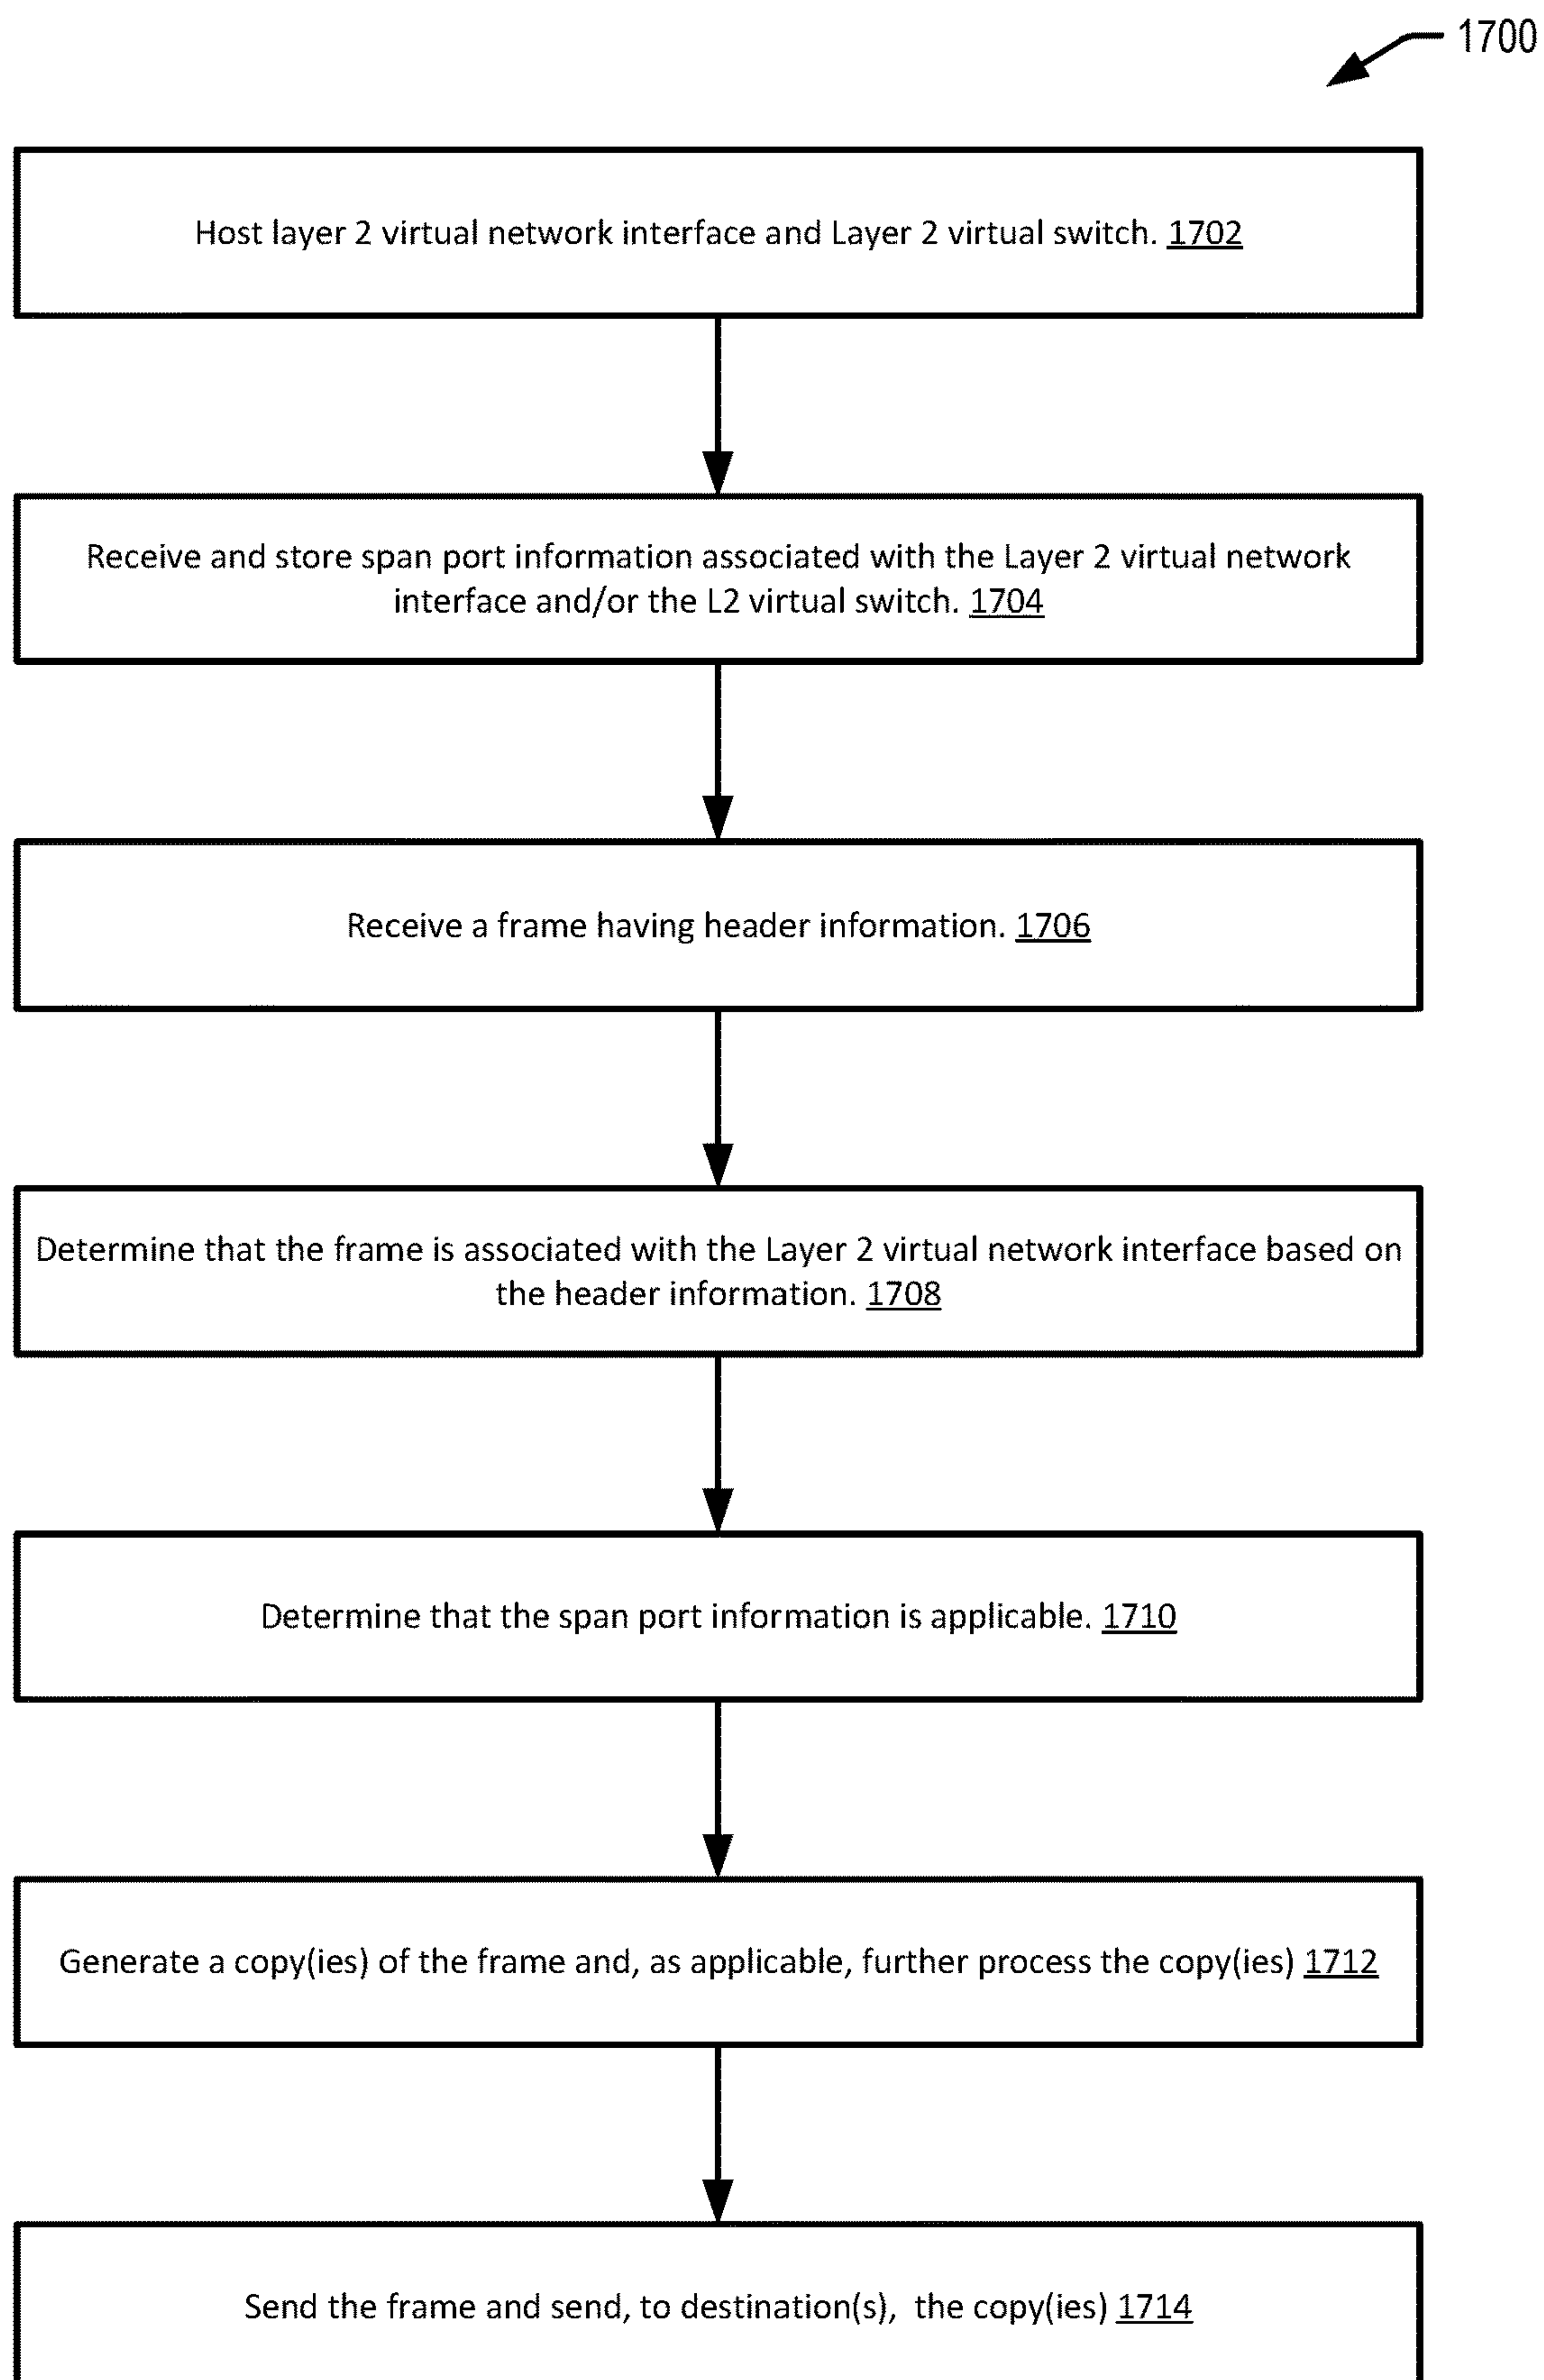 1700
Host layer 2 virtual network interface and Layer 2 virtual switch. 1702
Receive and store span port information associated with the Layer 2 virtual network
interface and/or the L2 virtual switch. 1704
Receive a frame having header information. 1706
Determine that the frame is associated with the Layer 2 virtual network interface based on
the header information. 1708
Determine that the span port information is applicable. 1710
Generate a copy(ies) of the frame and, as applicable, further process the copy(ies) 1712
Send the frame and send, to destination(s), the copy(ies) 1714